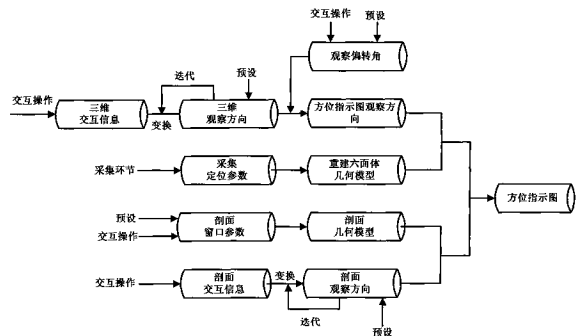 交互操作
预设
观察偏转角
迭代
预设
交互操作
三维
交互信息
变换
三维
观察方向
方位指示图观察方
向
采集环节
采集
定位参数
重建六面体
几何模型
方位指示图
预设
交互操作
剖面
窗口参数
剖面
几何模型
交互操作
剖面
交互信息
变换
剖面
观察方向
迭代
预设